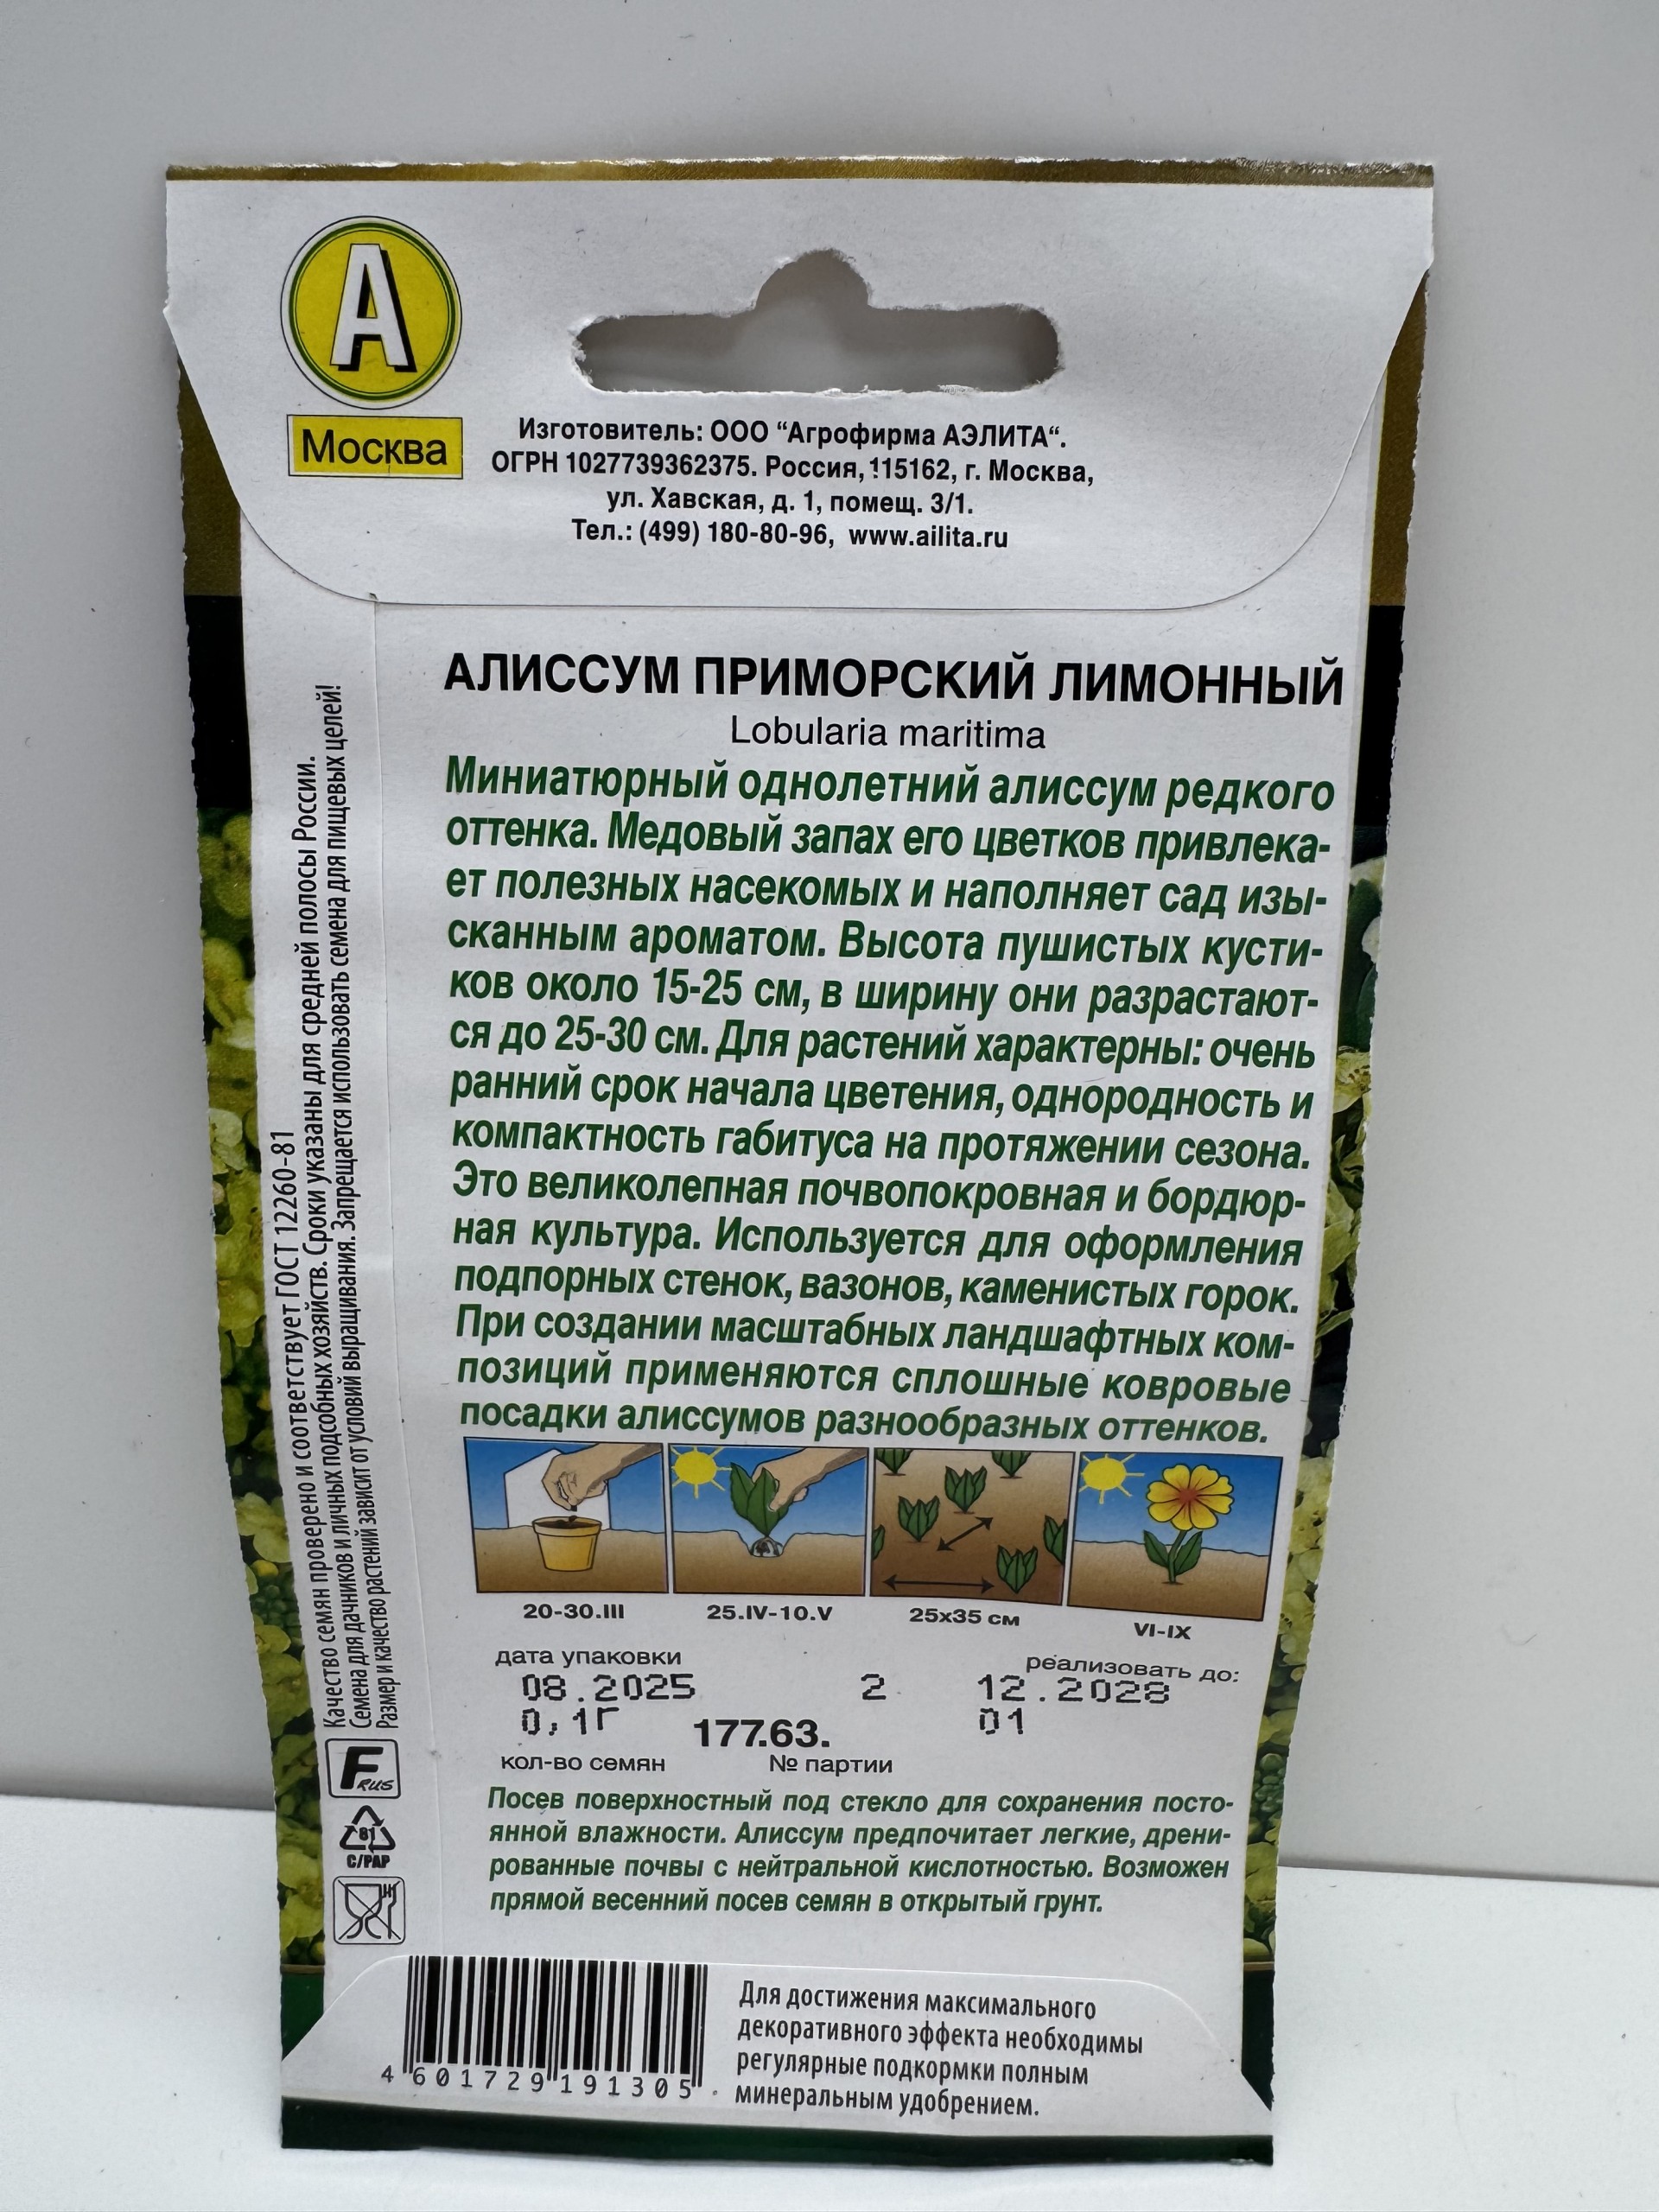 А
Москва
Изготовитель: ООО “Агрофирма АЭЛИТА“.
ОГРН 1027739362375. Россия, 115162, г. Москва,
ул. Хавская, д. 1, помещ. 3/1.
Тел.: (499) 180-80-96, www.ailita.ru
АЛИССУМ ПРИМОРСКИЙ ЛИМОННЫЙ
Lobularia maritima
Миниатюрный однолетний алиссум редкого
оттенка. Медовый запах его цветков привлека-
ет полезных насекомых и наполняет сад изы-
сканным ароматом. Высота пушистых кусти-
ков около 15-25 см, в ширину они разрастают-
ся до 25-30 см. Для растений характерны: очень
ранний срок начала цветения, однородность и
компактность габитуса на протяжении сезона.
Это великолепная почвопокровная и бордюр-
ная культура. Используется для оформления
подпорных стенок, вазонов, каменистых горок.
При создании масштабных ландшафтных ком-
позиций применяются сплошные ковровые
посадки алиссумов разнообразных оттенков.
20-30.III 25.IV-10.V 25x35 см VI-IX
дата упаковки реализовать до:
08.2025 2 12.2028
0,1Г 177.63. 01
кол-во семян № партии
Посев поверхностный под стекло для сохранения посто-
янной влажности. Алиссум предпочитает легкие, дрени-
рованные почвы с нейтральной кислотностью. Возможен
прямой весенний посев семян в открытый грунт.
Качество семян проверено и соответствует ГОСТ 12260-81
Семена для дачников и личных подсобных хозяйств. Сроки указаны для средней полосы России.
Размер и качество растений зависит от условий выращивания. Запрещается использовать семена для пищевых целей!
F RUS
81
C/PAP
4 601729 191305
Для достижения максимального
декоративного эффекта необходимы
регулярные подкормки полным
минеральным удобрением.